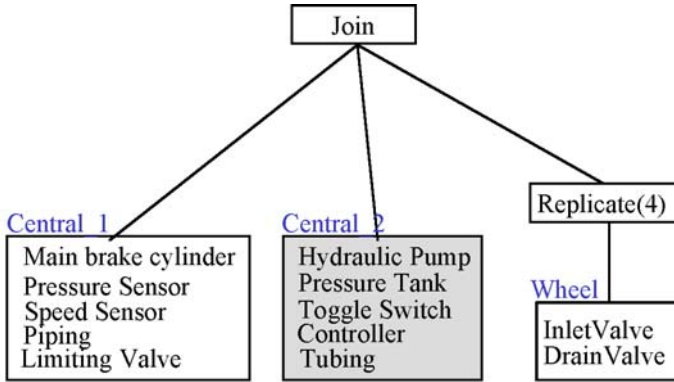 Join
Replicate(4)
Central_1
Main brake cylinder
Pressure Sensor
Speed Sensor
Piping
Limiting Valve
Central_2
Hydraulic Pump
Pressure Tank
Toggle Switch
Controller
Tubing
Wheel
InletValve
DrainValve